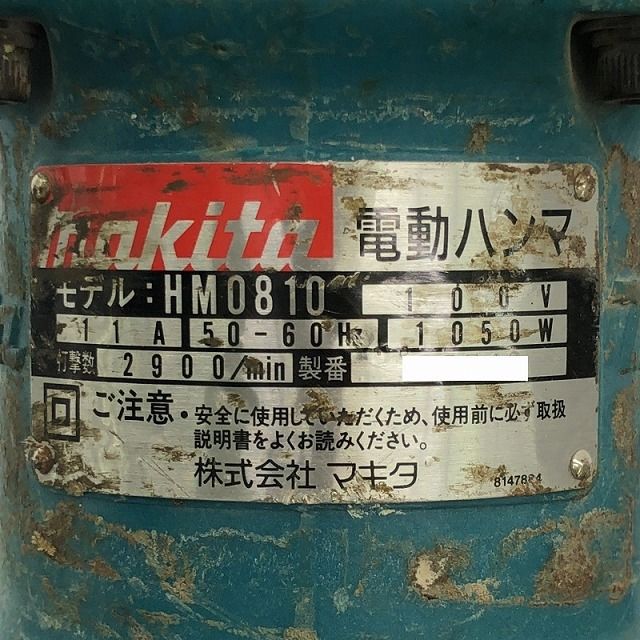 makita 電動ハンマ
モデル:HM0810 100V
11A 50-60Hz 1050W
打撃数 2900/min 製番
ご注意・安全に使用していただくため、使用前に必ず取扱
説明書をよくお読みください。
株式会社 マキタ